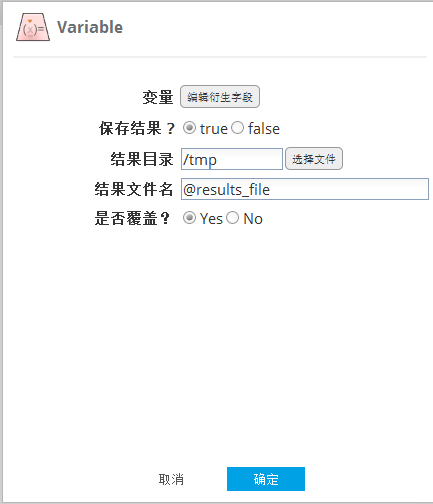 Variable
变量 编辑衍生字段
保存结果？ true false
结果目录 /tmp 选择文件
结果文件名 @results_file
是否覆盖？ Yes No
取消 确定